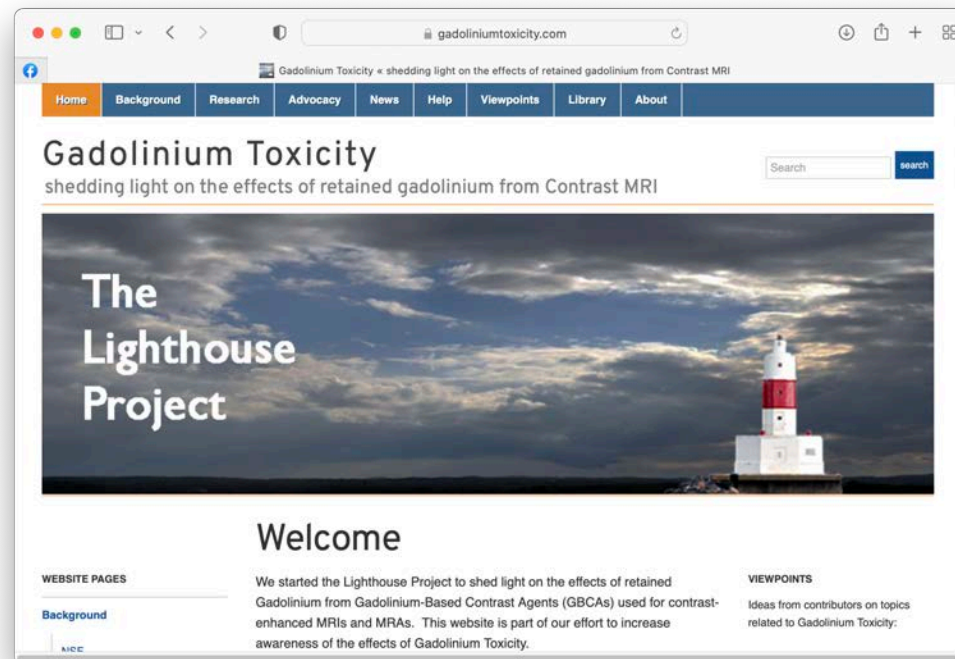 gadoliniumtoxicity.com
Gadolinium Toxicity « shedding light on the effects of retained gadolinium from Contrast MRI
Home Background Research Advocacy News Help Viewpoints Library About
Gadolinium Toxicity
shedding light on the effects of retained gadolinium from Contrast MRI
Search search
The
Lighthouse
Project
Welcome
WEBSITE PAGES
Background
NSF
We started the Lighthouse Project to shed light on the effects of retained
Gadolinium from Gadolinium-Based Contrast Agents (GBCAs) used for contrast-
enhanced MRIs and MRAs. This website is part of our effort to increase
awareness of the effects of Gadolinium Toxicity.
VIEWPOINTS
Ideas from contributors on topics
related to Gadolinium Toxicity: